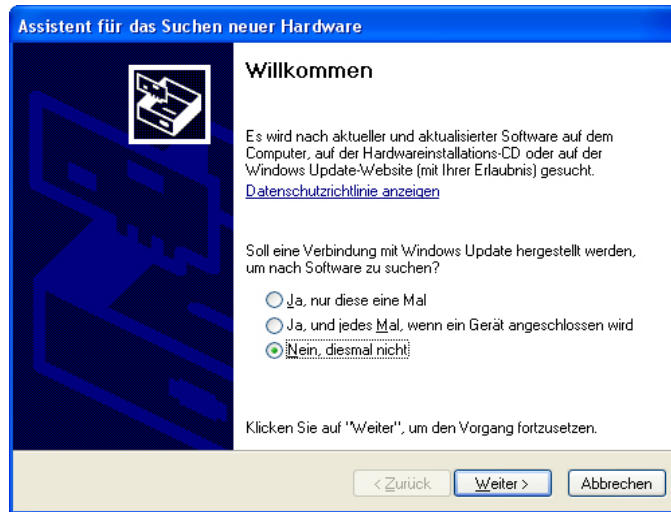 Assistent für das Suchen neuer Hardware
Willkommen
Es wird nach aktueller und aktualisierter Software auf dem
Computer, auf der Hardwareinstallations-CD oder auf der
Windows Update-Website (mit Ihrer Erlaubnis) gesucht.
Datenschutzrichtlinie anzeigen
Soll eine Verbindung mit Windows Update hergestellt werden,
um nach Software zu suchen?
Ja, nur diese eine Mal
Ja, und jedes Mal, wenn ein Gerät angeschlossen wird
Nein, diesmal nicht
Klicken Sie auf "Weiter", um den Vorgang fortzusetzen.
< Zurück Weiter > Abbrechen